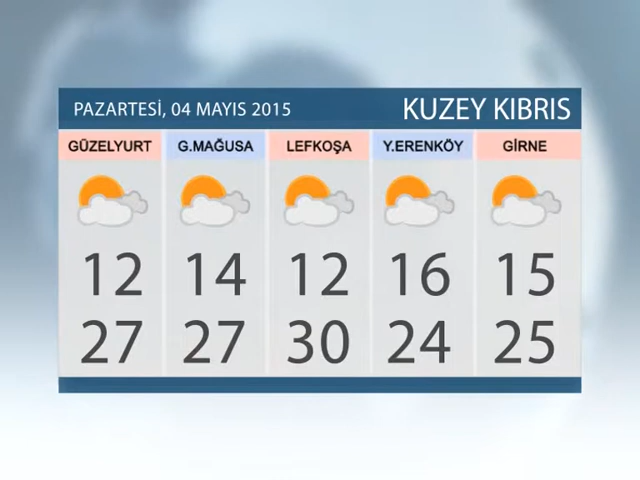 PAZARTESİ, 04 MAYIS 2015 KUZEY KIBRIS
GÜZELYURT G.MAĞUSA LEFKOŞA Y.ERENKÖY GİRNE
12 14 12 16 15
27 27 30 24 25